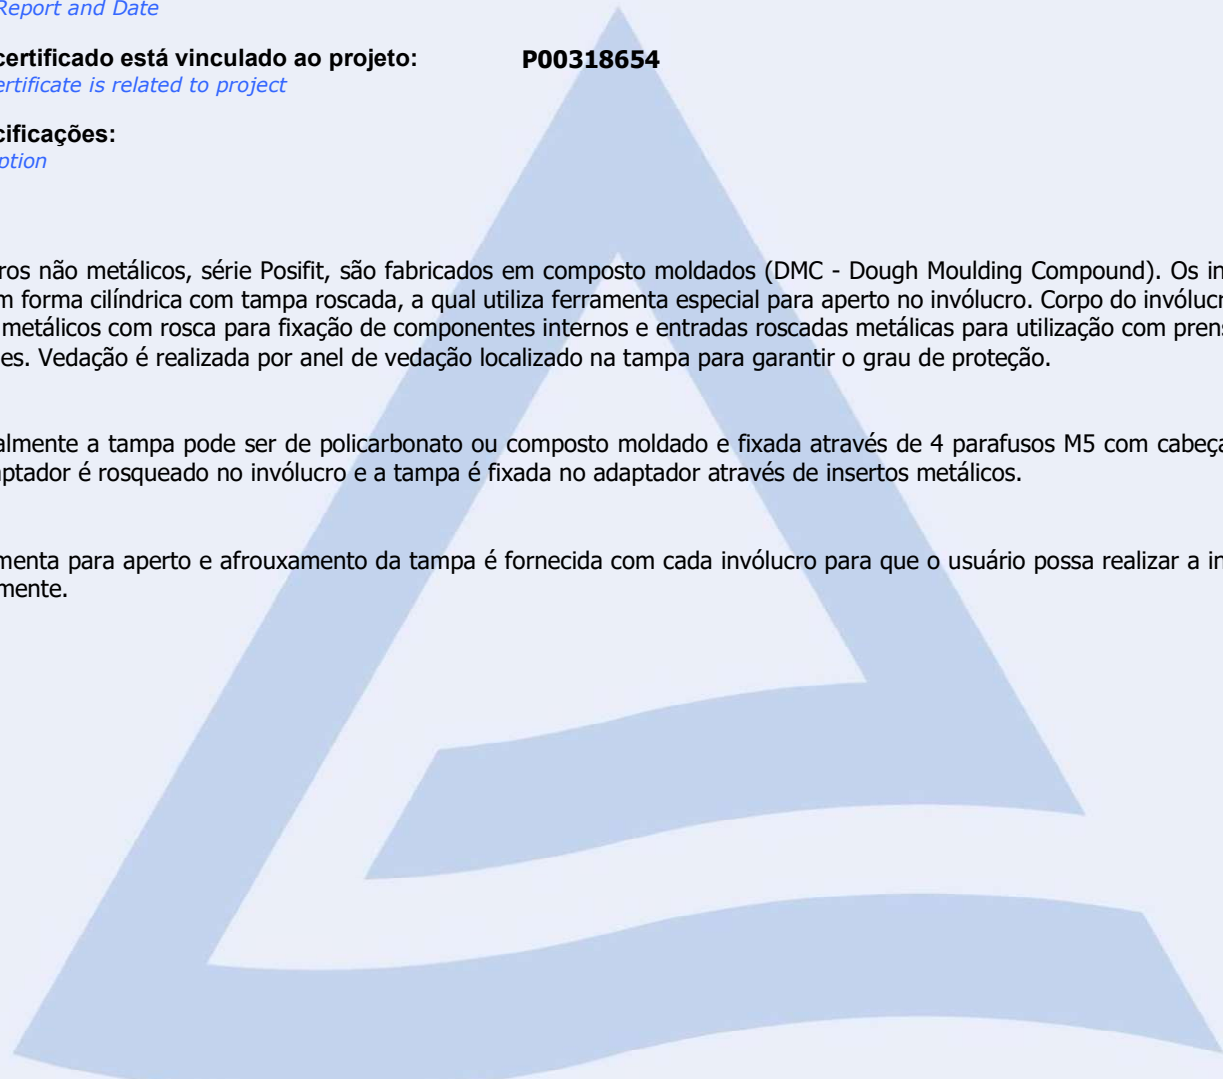 Report and Date
certificado está vinculado ao projeto: P00318654
ertificate is related to project
cificações:
ption
ros não metálicos, série Posifit, são fabricados em composto moldados (DMC - Dough Moulding Compound). Os in
m forma cilíndrica com tampa roscada, a qual utiliza ferramenta especial para aperto no invólucro. Corpo do invólucr
metálicos com rosca para fixação de componentes internos e entradas roscadas metálicas para utilização com prens
es. Vedação é realizada por anel de vedação localizado na tampa para garantir o grau de proteção.
almente a tampa pode ser de policarbonato ou composto moldado e fixada através de 4 parafusos M5 com cabeça
aptador é rosqueado no invólucro e a tampa é fixada no adaptador através de insertos metálicos.
menta para aperto e afrouxamento da tampa é fornecida com cada invólucro para que o usuário possa realizar a in
mente.